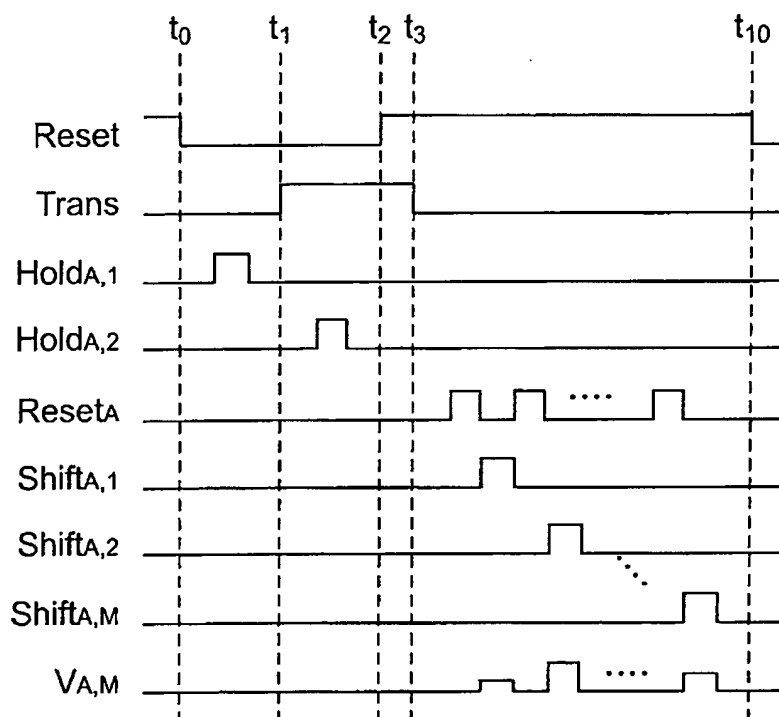 t0 t1 t2 t3 t10
Reset
Trans
HoldA,1
HoldA,2
ResetA
ShiftA,1
ShiftA,2
ShiftA,M
VA,M